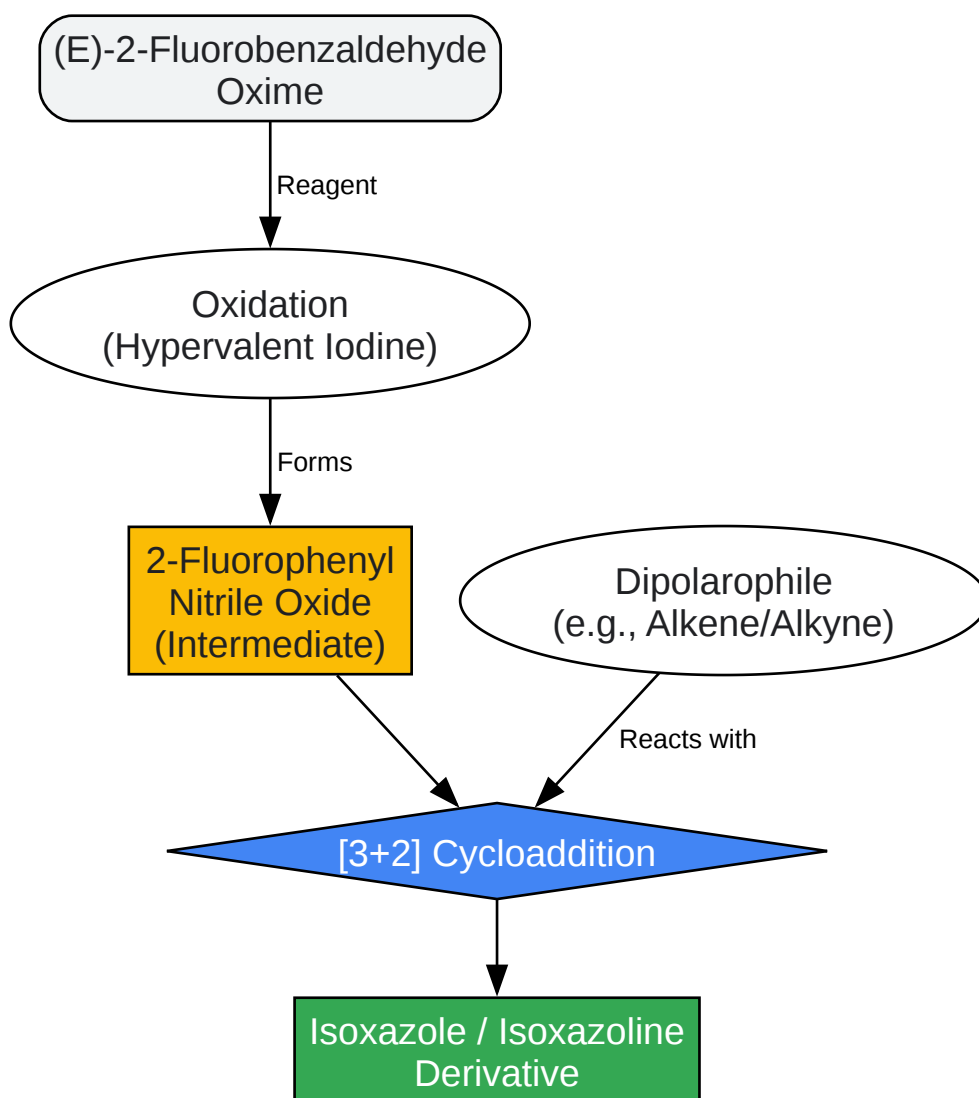 (E)-2-Fluorobenzaldehyde
Oxime
Reagent
Oxidation
(Hypervalent Iodine)
Forms
2-Fluorophenyl
Nitrile Oxide
(Intermediate)
Dipolarophile
(e.g., Alkene/Alkyne)
Reacts with
[3+2] Cycloaddition
Isoxazole / Isoxazoline
Derivative